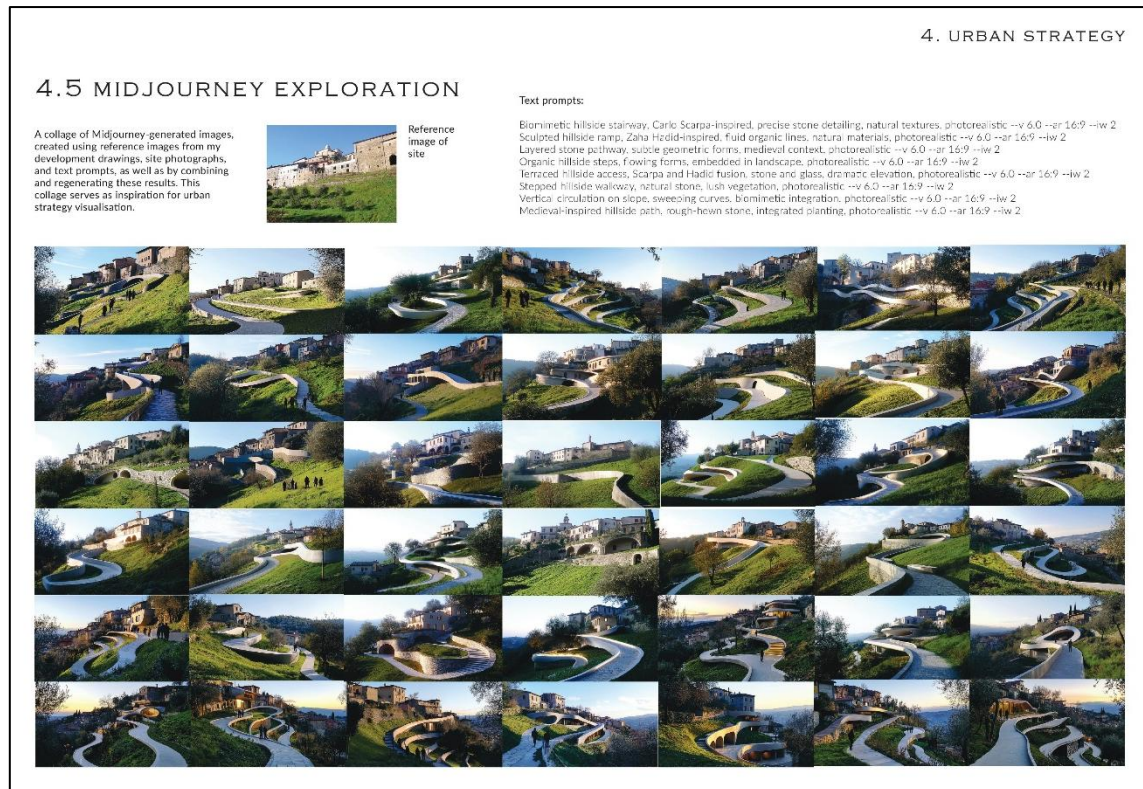 4. URBAN STRATEGY
4.5 MIDJOURNEY EXPLORATION
A collage of Midjourney-generated images,
created using reference images from my
development drawings, site photographs,
and text prompts, as well as by combining
and regenerating these results. This
collage serves as inspiration for urban
strategy visualisation.
Reference
image of
site
Text prompts:
Biomimetic hillside stairway, Carlo Scarpa-inspired, precise stone detailing, natural textures, photorealistic --v 6.0 --ar 16:9 --iw 2
Sculpted hillside ramp, Zaha Hadid-inspired, fluid organic lines, natural materials, photorealistic --v 6.0 --ar 16:9 --iw 2
Layered stone pathway, subtle geometric forms, medieval context, photorealistic --v 6.0 --ar 16:9 --iw 2
Organic hillside steps, flowing forms, embedded in landscape, photorealistic --v 6.0 --ar 16:9 --iw 2
Terraced hillside access, Scarpa and Hadid fusion, stone and glass, dramatic elevation, photorealistic --v 6.0 --ar 16:9 --iw 2
Stepped hillside walkway, natural stone, lush vegetation, photorealistic --v 6.0 --ar 16:9 --iw 2
Vertical circulation on slope, sweeping curves, biomimetic integration, photorealistic --v 6.0 --ar 16:9 --iw 2
Medieval-inspired hillside path, rough-hewn stone, integrated planting, photorealistic --v 6.0 --ar 16:9 --iw 2